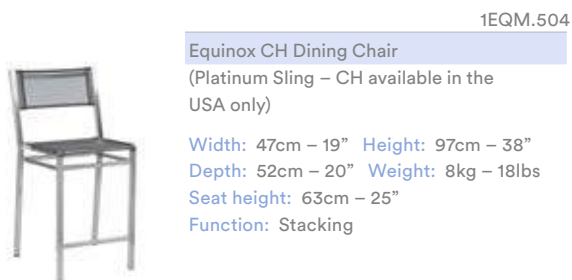 1EQM.504
Equinox CH Dining Chair
(Platinum Sling – CH available in the
USA only)
Width: 47cm – 19” Height: 97cm – 38”
Depth: 52cm – 20” Weight: 8kg – 18lbs
Seat height: 63cm – 25”
Function: Stacking